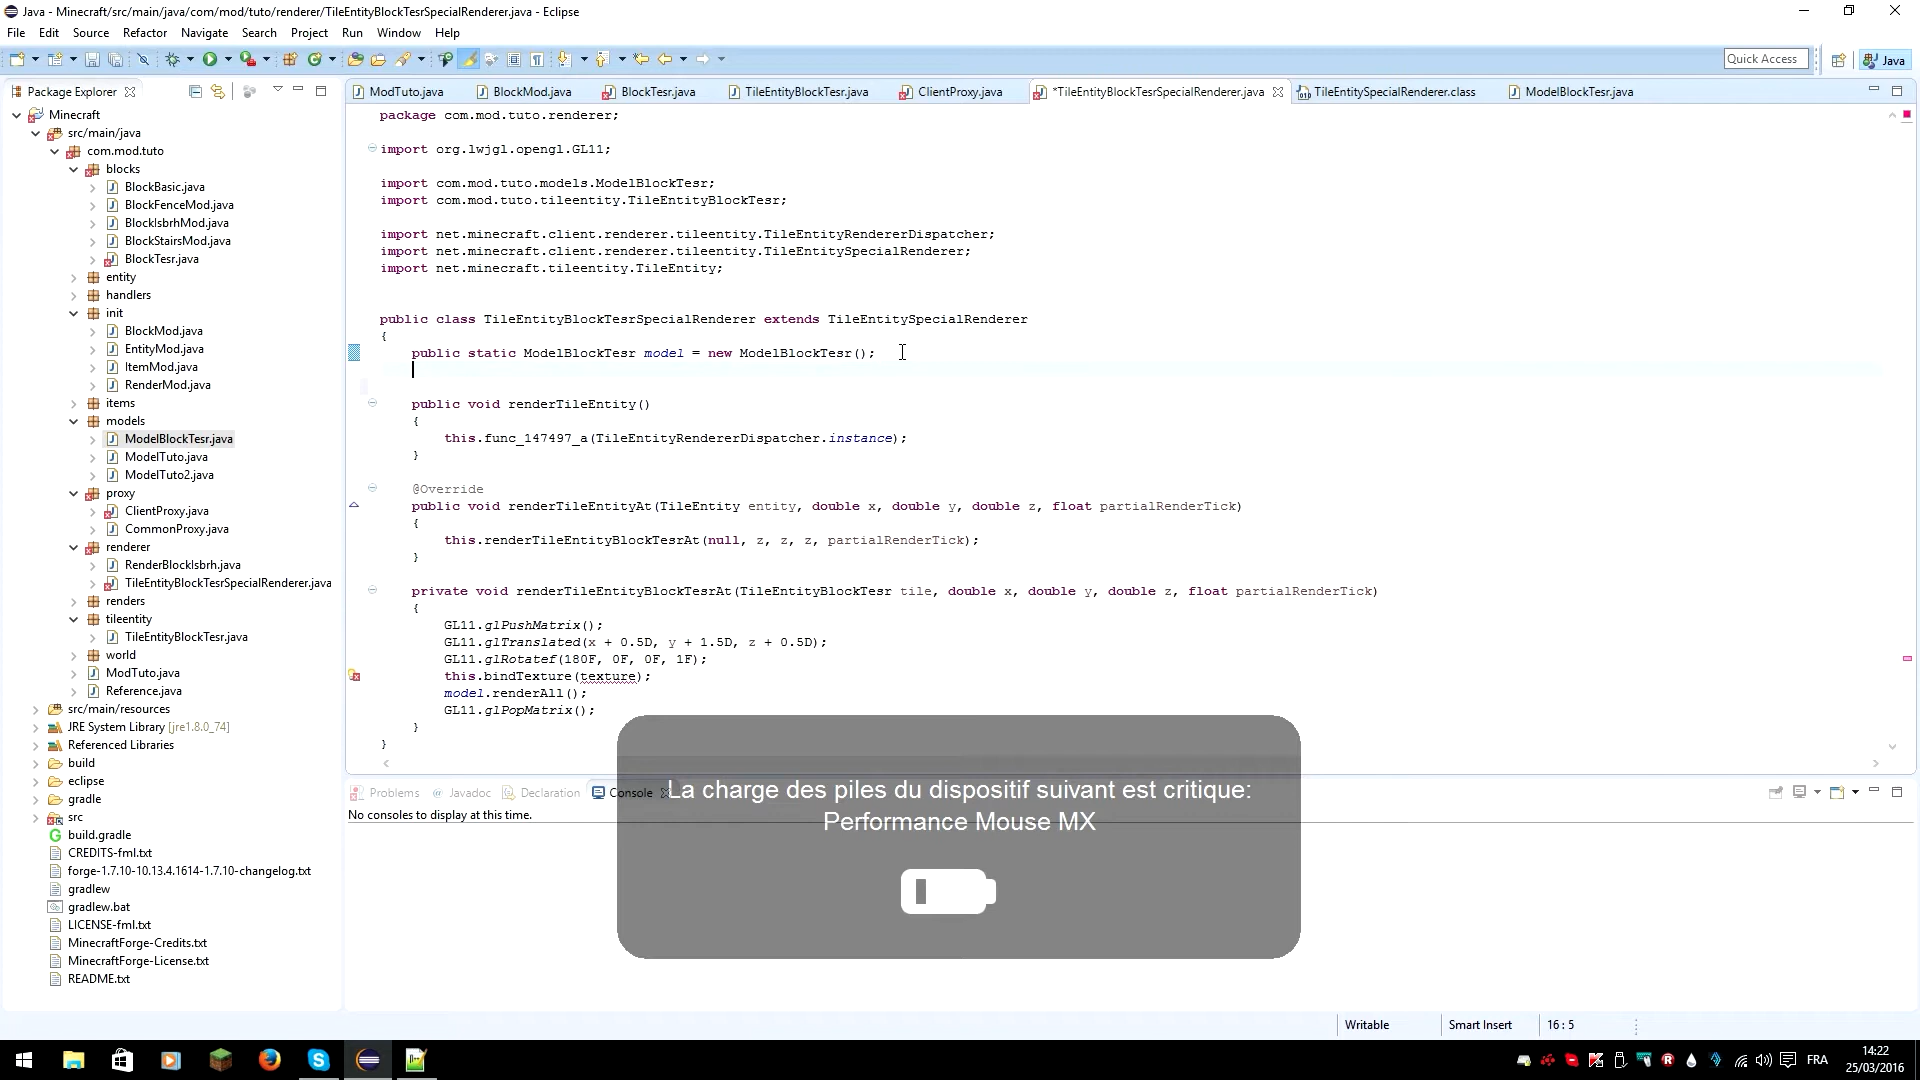 Java - Minecraft/src/main/java/com/mod/tuto/renderer/TileEntityBlockTesrSpecialRenderer.java - Eclipse
File Edit Source Refactor Navigate Search Project Run Window Help
Quick Access Java
Package Explorer
ModTuto.java BlockMod.java BlockTesr.java TileEntityBlockTesr.java ClientProxy.java *TileEntityBlockTesrSpecialRenderer.java TileEntitySpecialRenderer.class ModelBlockTesr.java
Minecraft
src/main/java
com.mod.tuto
blocks
BlockBasic.java
BlockFenceMod.java
BlockIsbrhMod.java
BlockStairsMod.java
BlockTesr.java
entity
handlers
init
BlockMod.java
EntityMod.java
ItemMod.java
RenderMod.java
items
models
ModelBlockTesr.java
ModelTuto.java
ModelTuto2.java
proxy
ClientProxy.java
CommonProxy.java
renderer
RenderBlockIsbrh.java
TileEntityBlockTesrSpecialRenderer.java
renders
tileentity
TileEntityBlockTesr.java
world
ModTuto.java
Reference.java
src/main/resources
JRE System Library [jre1.8.0_74]
Referenced Libraries
build
eclipse
gradle
src
build.gradle
CREDITS-fml.txt
forge-1.7.10-10.13.4.1614-1.7.10-changelog.txt
gradlew
gradlew.bat
LICENSE-fml.txt
MinecraftForge-Credits.txt
MinecraftForge-License.txt
README.txt
package com.mod.tuto.renderer;
import org.lwjgl.opengl.GL11;
import com.mod.tuto.models.ModelBlockTesr;
import com.mod.tuto.tileentity.TileEntityBlockTesr;
import net.minecraft.client.renderer.tileentity.TileEntityRendererDispatcher;
import net.minecraft.client.renderer.tileentity.TileEntitySpecialRenderer;
import net.minecraft.tileentity.TileEntity;
public class TileEntityBlockTesrSpecialRenderer extends TileEntitySpecialRenderer
{
public static ModelBlockTesr model = new ModelBlockTesr();
public void renderTileEntity()
{
this.func_147497_a(TileEntityRendererDispatcher.instance);
}
@Override
public void renderTileEntityAt(TileEntity entity, double x, double y, double z, float partialRenderTick)
{
this.renderTileEntityBlockTesrAt(null, z, z, z, partialRenderTick);
}
private void renderTileEntityBlockTesrAt(TileEntityBlockTesr tile, double x, double y, double z, float partialRenderTick)
{
GL11.glPushMatrix();
GL11.glTranslated(x + 0.5D, y + 1.5D, z + 0.5D);
GL11.glRotatef(180F, 0F, 0F, 1F);
this.bindTexture(texture);
model.renderAll();
GL11.glPopMatrix();
}
}
Problems Javadoc Declaration Console
No consoles to display at this time.
La charge des piles du dispositif suivant est critique:
Performance Mouse MX
Writable Smart Insert 16 : 5
FRA
14:22
25/03/2016